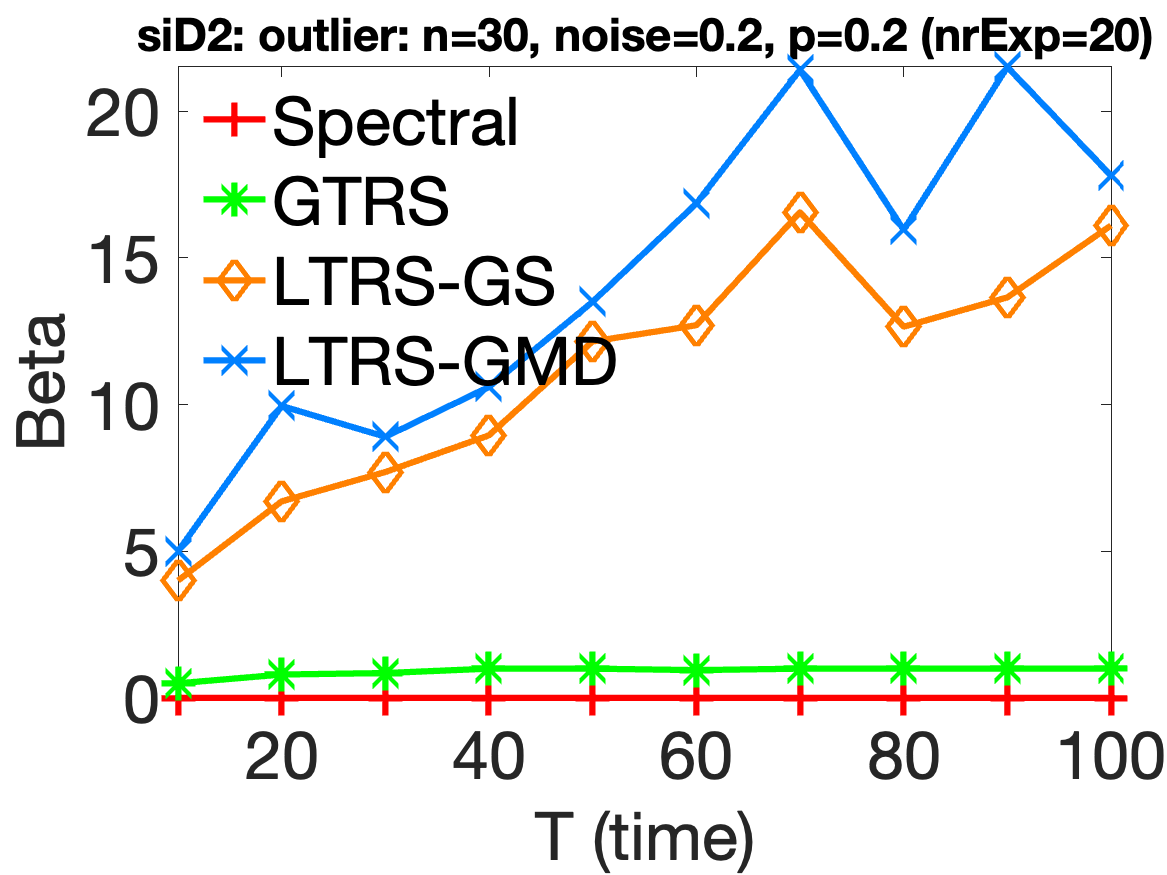 siD2: outlier: n=30, noise=0.2, p=0.2 (nrExp=20)
Spectral
GTRS
LTRS-GS
LTRS-GMD
Beta
20
15
10
5
0
20 40 60 80 100
T (time)